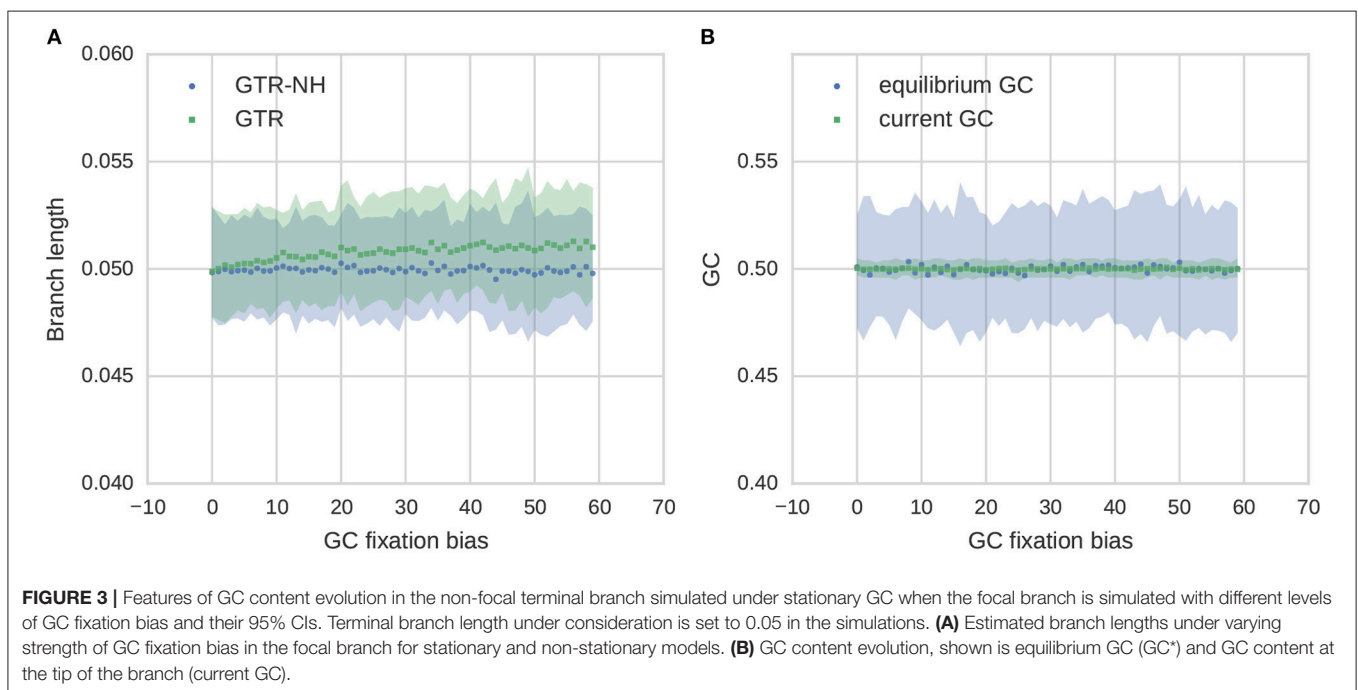 A
0.060
0.055
0.050
0.045
0.040
Branch length
GTR-NH
GTR
−10 0 10 20 30 40 50 60 70
GC fixation bias
B
0.55
0.50
0.45
0.40
GC
equilibrium GC
current GC
−10 0 10 20 30 40 50 60 70
GC fixation bias
FIGURE 3 | Features of GC content evolution in the non-focal terminal branch simulated under stationary GC when the focal branch is simulated with different levels
of GC fixation bias and their 95% CIs. Terminal branch length under consideration is set to 0.05 in the simulations. (A) Estimated branch lengths under varying
strength of GC fixation bias in the focal branch for stationary and non-stationary models. (B) GC content evolution, shown is equilibrium GC (GC*) and GC content at
the tip of the branch (current GC).